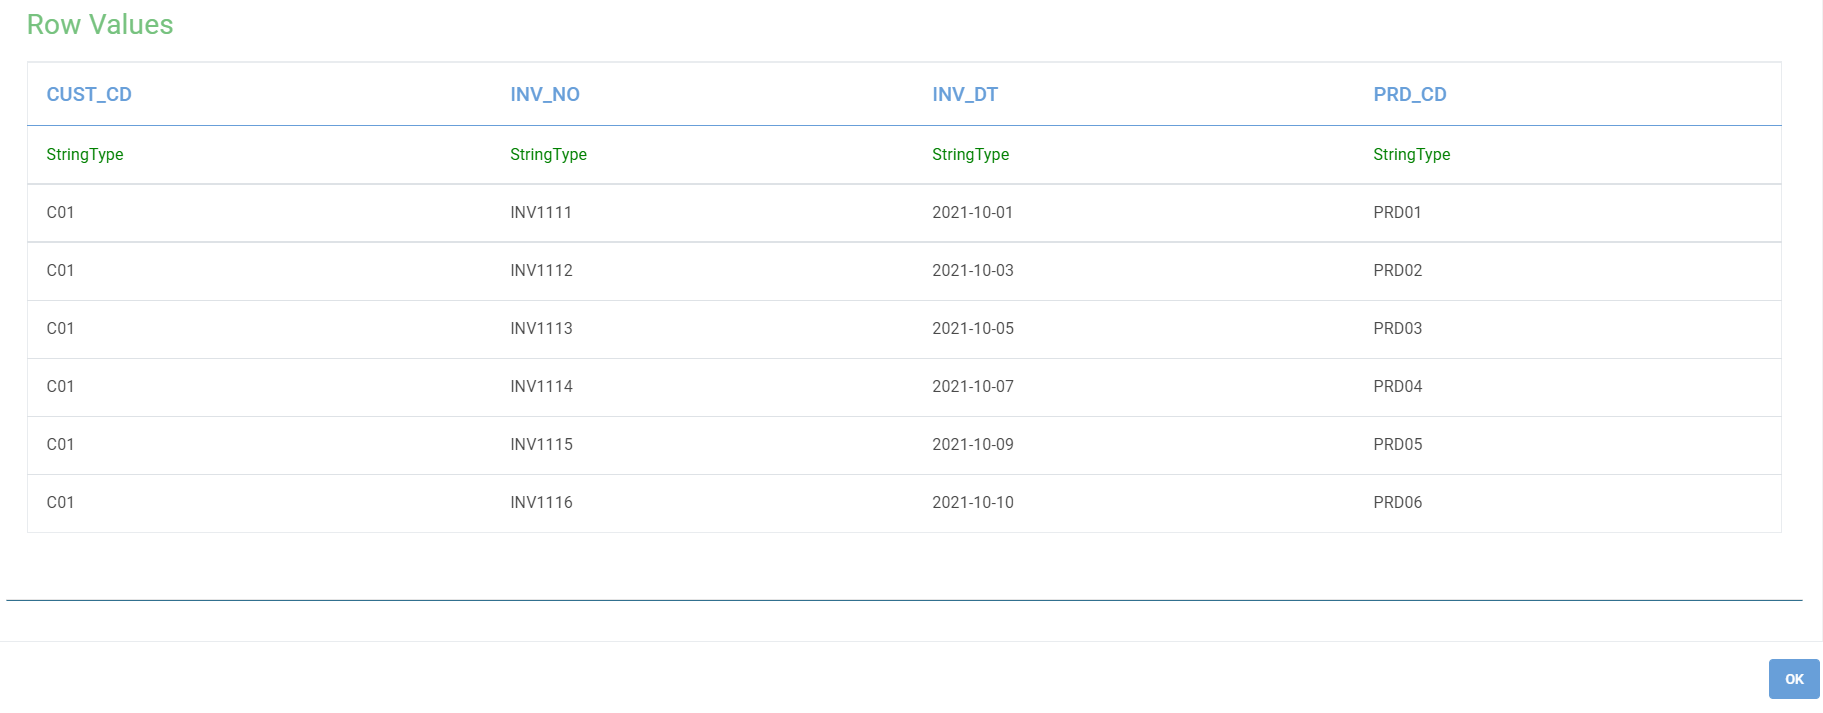 Row Values
CUST_CD INV_NO INV_DT PRD_CD
StringType StringType StringType StringType
C01 INV1111 2021-10-01 PRD01
C01 INV1112 2021-10-03 PRD02
C01 INV1113 2021-10-05 PRD03
C01 INV1114 2021-10-07 PRD04
C01 INV1115 2021-10-09 PRD05
C01 INV1116 2021-10-10 PRD06
OK